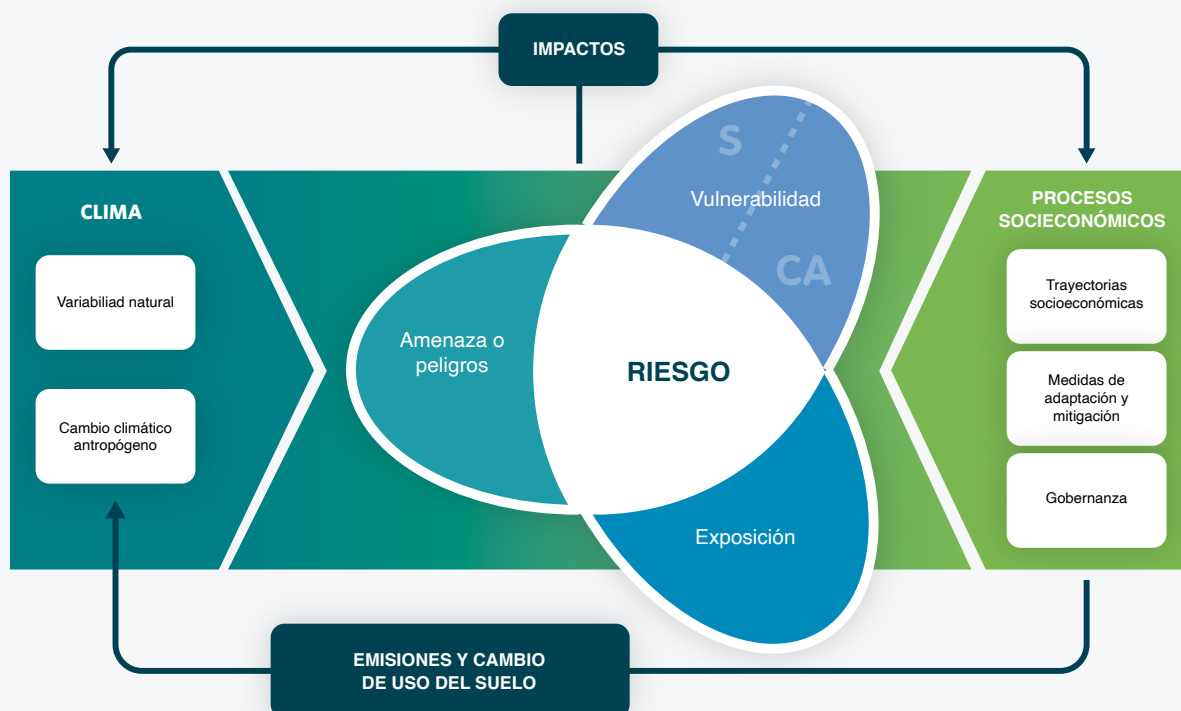 IMPACTOS
CLIMA
Variabiliad natural
Cambio climático
antropógeno
S
Vulnerabilidad
CA
Amenaza o
peligros
RIESGO
Exposición
PROCESOS
SOCIECONÓMICOS
Trayectorias
socioeconómicas
Medidas de
adaptación y
mitigación
Gobernanza
EMISIONES Y CAMBIO
DE USO DEL SUELO